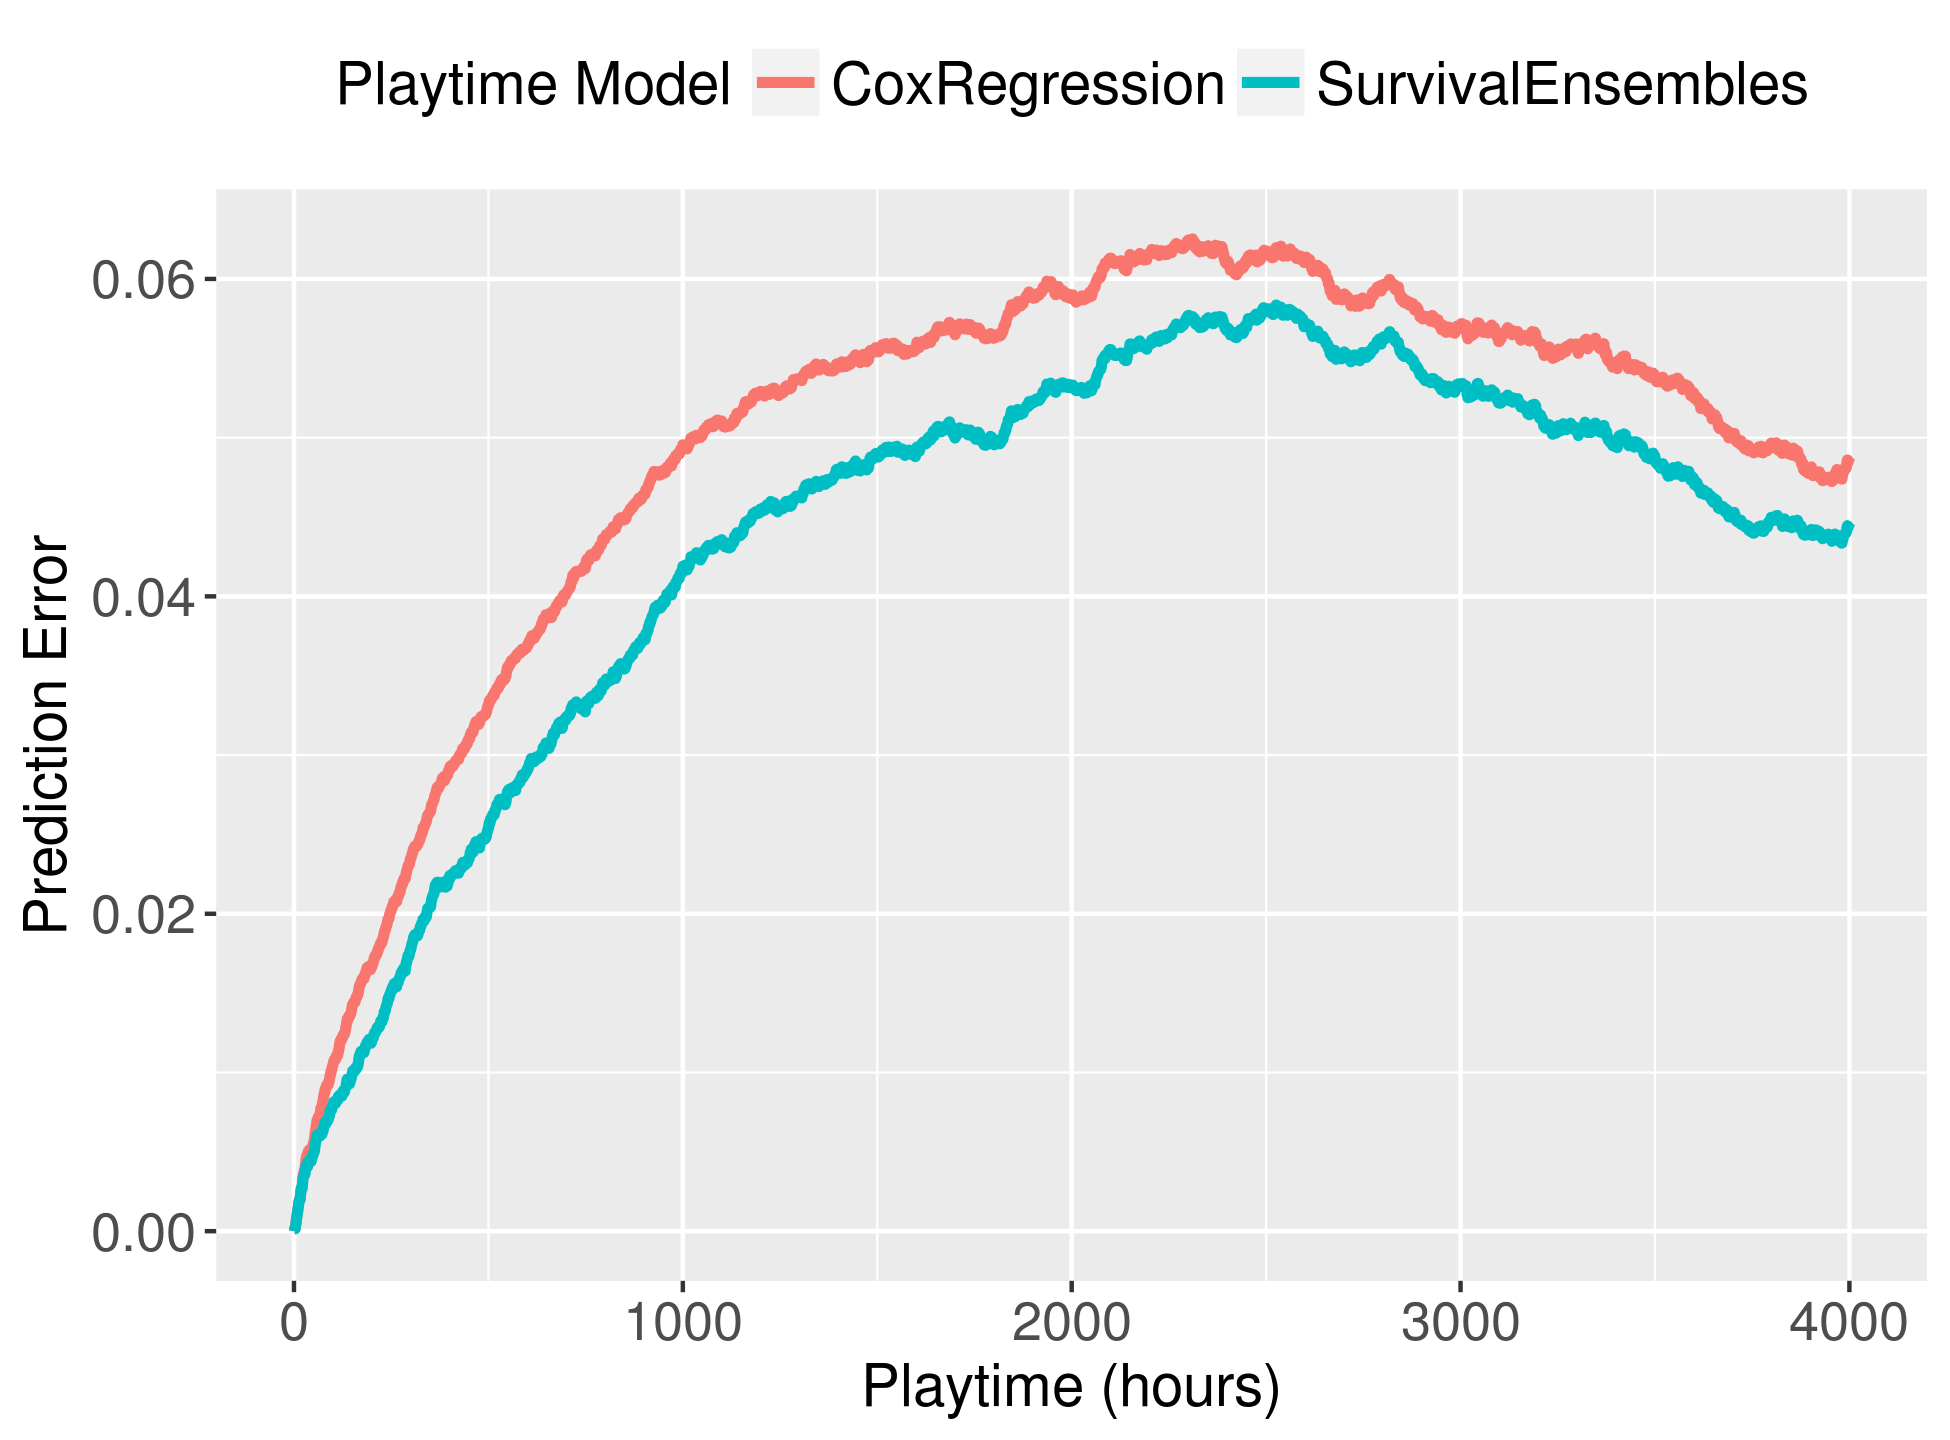 Playtime Model CoxRegression SurvivalEnsembles
0.06
0.04
0.02
0.00
Prediction Error
0 1000 2000 3000 4000
Playtime (hours)